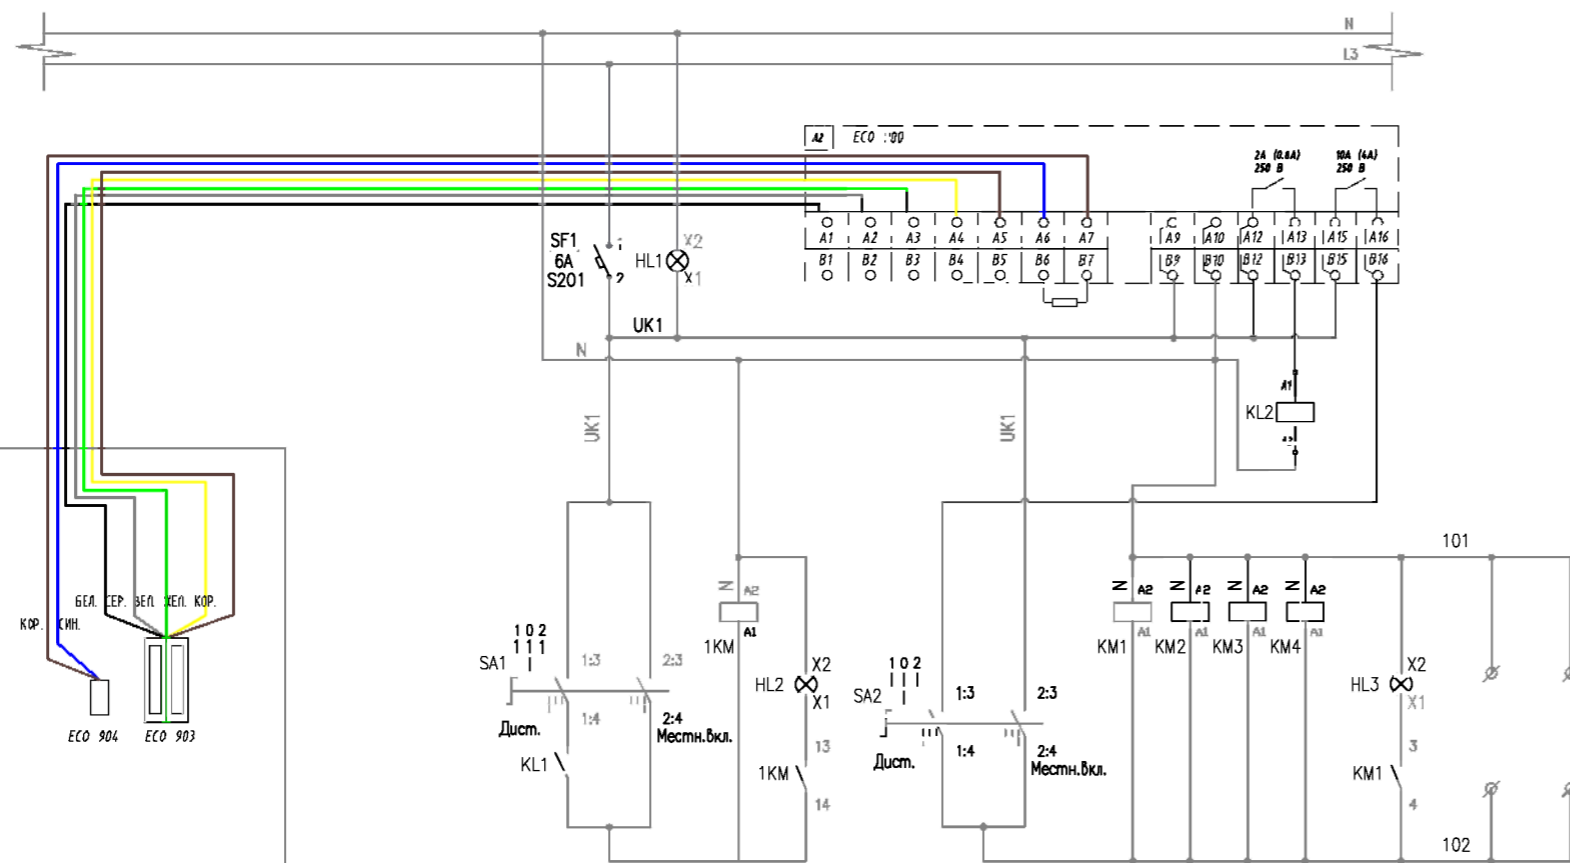 N
L3
A2
ECO
2A (0.8A)
250 В
10A (4A)
250 В
A1 A2 A3 A4 A5 A6 A7 A9 A10 A12 A13 A15 A16
B1 B2 B3 B4 B5 B6 B7 B9 B10 B12 B13 B15 B16
SF1
6A
S201
1
2
HL1
X2
X1
UK1
N
UK1
UK1
A1
KL2
101
БЕЛ. СЕР. ЗЕЛ. ЖЕЛ. КОР.
КОР. СИН.
ECO 904
ECO 903
1 0 2
SA1
1:3
2:3
1:4
2:4
Дист.
Местн.вкл.
KL1
N
A2
A1
1KM
X2
HL2
X1
13
1KM
14
1 0 2
SA2
1:3
2:3
1:4
2:4
Дист.
Местн.вкл.
N A2 N A2 N A2 N A2
A1 A1 A1 A1
KM1 KM2 KM3 KM4
X2
HL3
X1
3
KM1
4
102